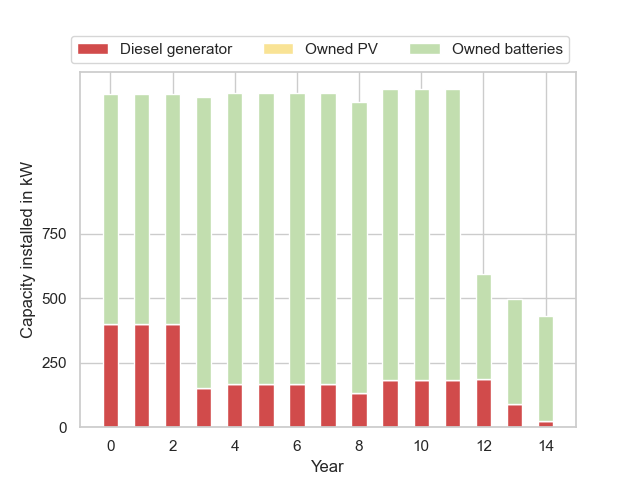 Diesel generator Owned PV Owned batteries
Capacity installed in kW
750
500
250
0
0 2 4 6 8 10 12 14
Year